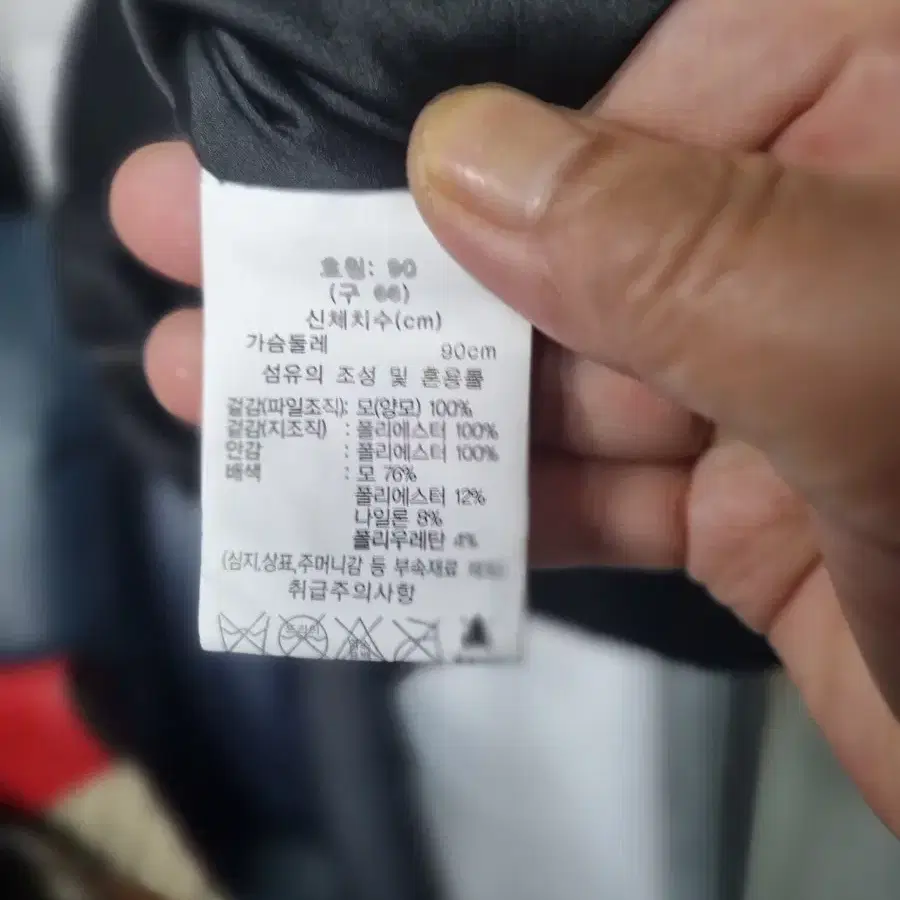 호칭: 90
(구 66)
신체치수(cm)
가슴둘레 90cm
섬유의 조성 및 혼용률
겉감(파일조직): 모(양모) 100%
겉감(지조직) : 폴리에스터 100%
안감 : 폴리에스터 100%
배색 : 모 76%
폴리에스터 12%
나일론 8%
폴리우레탄 4%
(심지,상표,주머니감 등 부속재료
취급주의사항
드라이